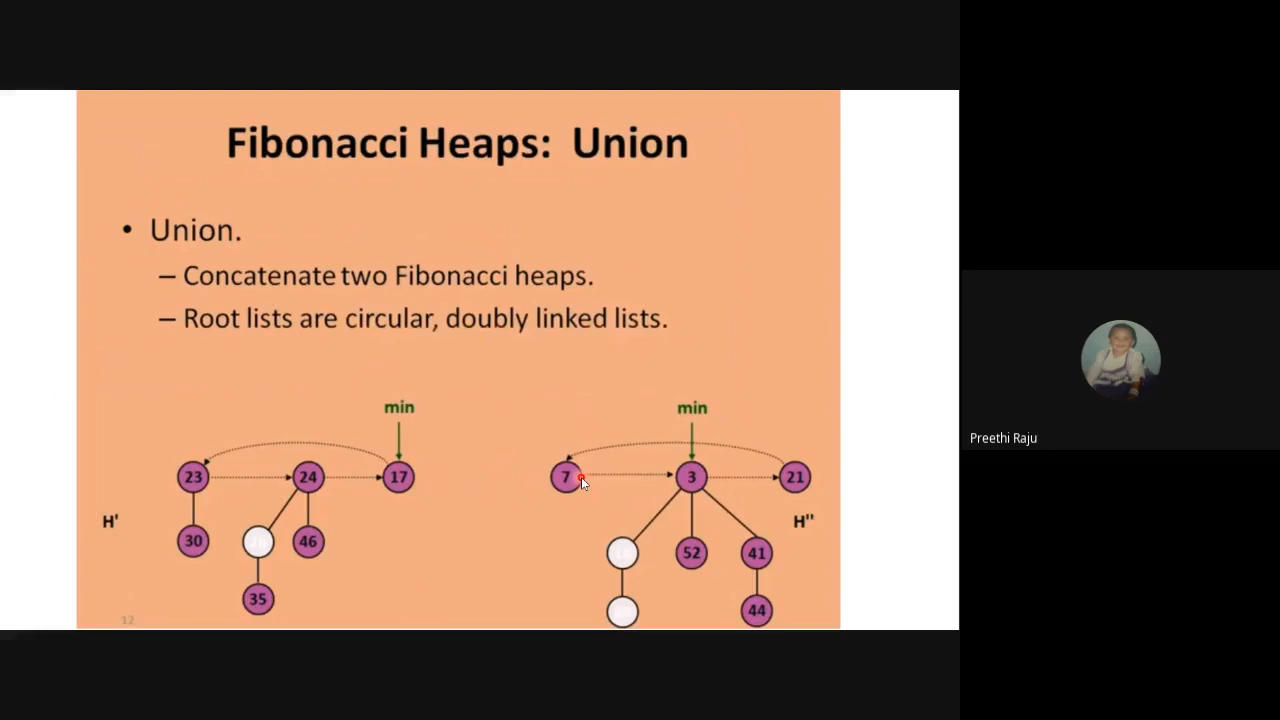 Fibonacci Heaps: Union
• Union.
– Concatenate two Fibonacci heaps.
– Root lists are circular, doubly linked lists.
min
min
23
24
17
7
3
21
H'
H''
30
46
52
41
35
44
12
Preethi Raju